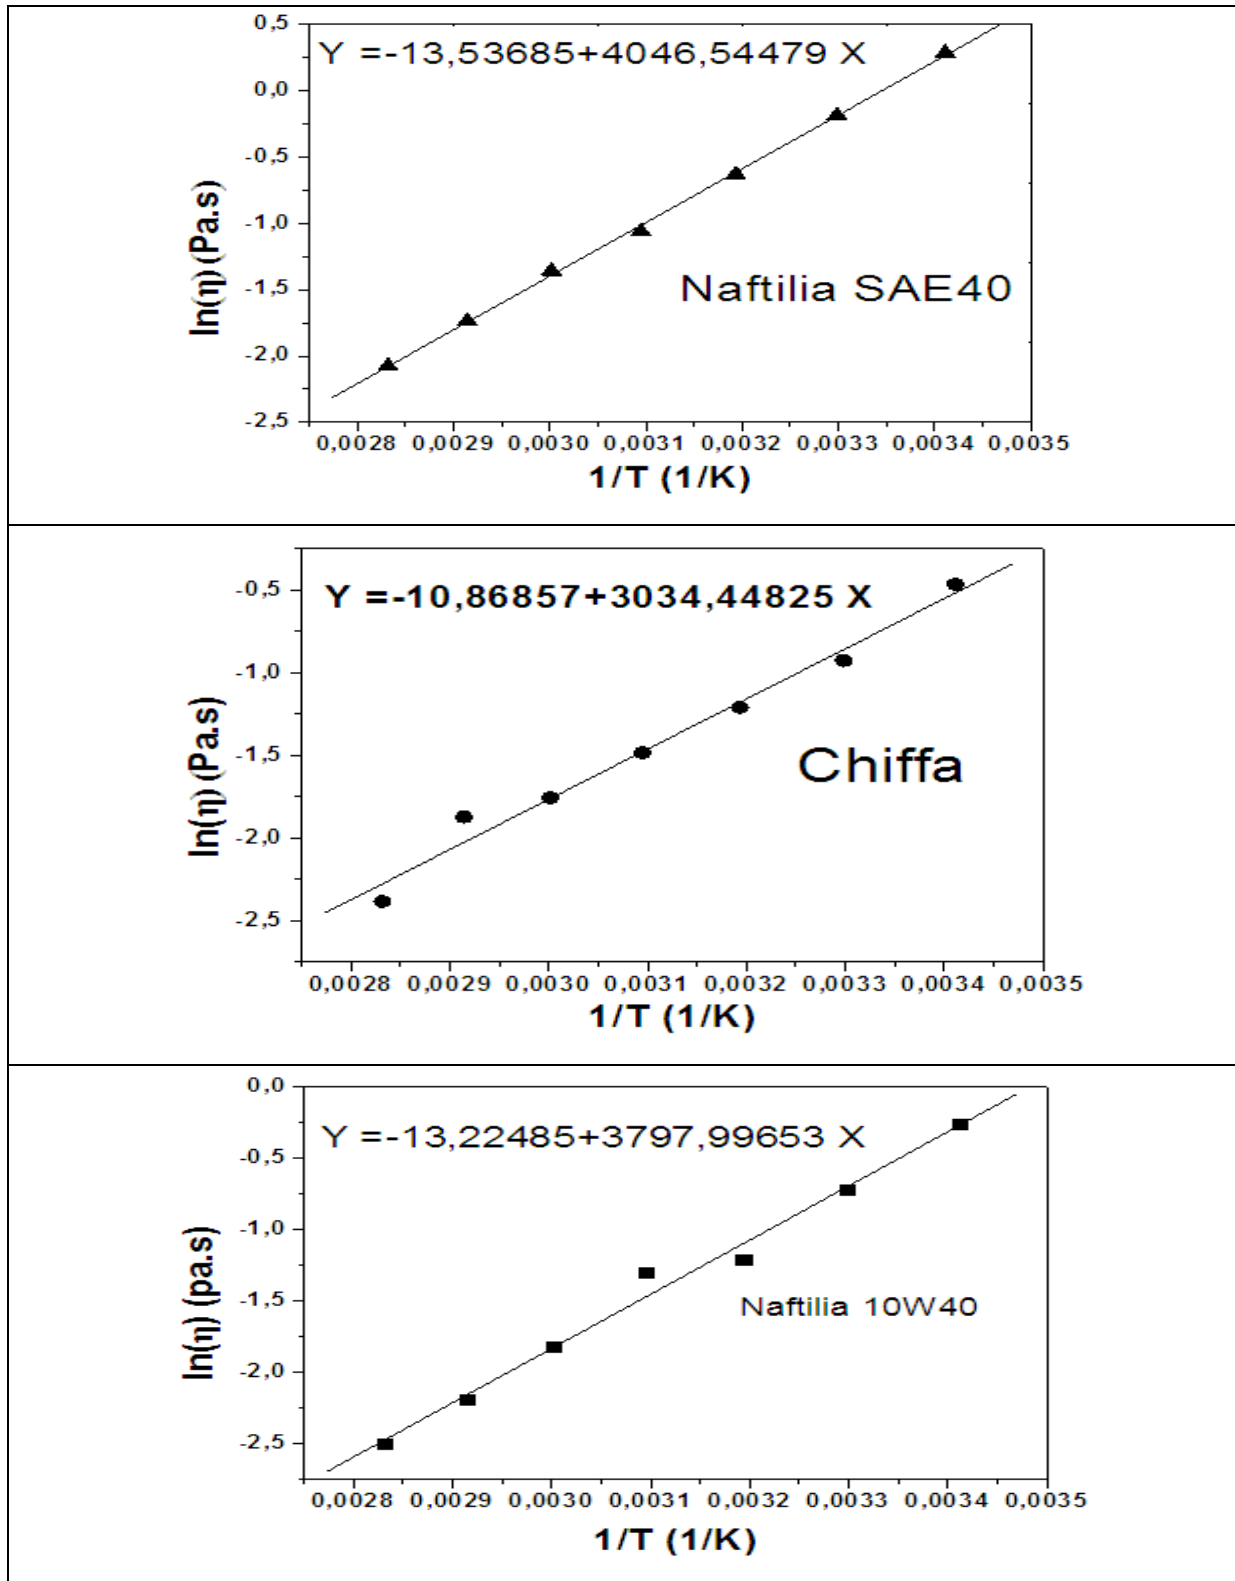 0,5
Y =-13,53685+4046,54479 X
0,0
-0,5
-1,0
-1,5
-2,0
-2,5
ln(η) (Pa.s)
Naftilia SAE40
0,0028 0,0029 0,0030 0,0031 0,0032 0,0033 0,0034 0,0035
1/T (1/K)
Y =-10,86857+3034,44825 X
-0,5
-1,0
-1,5
-2,0
-2,5
ln(η) (Pa.s)
Chiffa
0,0028 0,0029 0,0030 0,0031 0,0032 0,0033 0,0034 0,0035
1/T (1/K)
0,0
Y =-13,22485+3797,99653 X
-0,5
-1,0
-1,5
-2,0
-2,5
ln(η) (pa.s)
Naftilia 10W40
0,0028 0,0029 0,0030 0,0031 0,0032 0,0033 0,0034 0,0035
1/T (1/K)